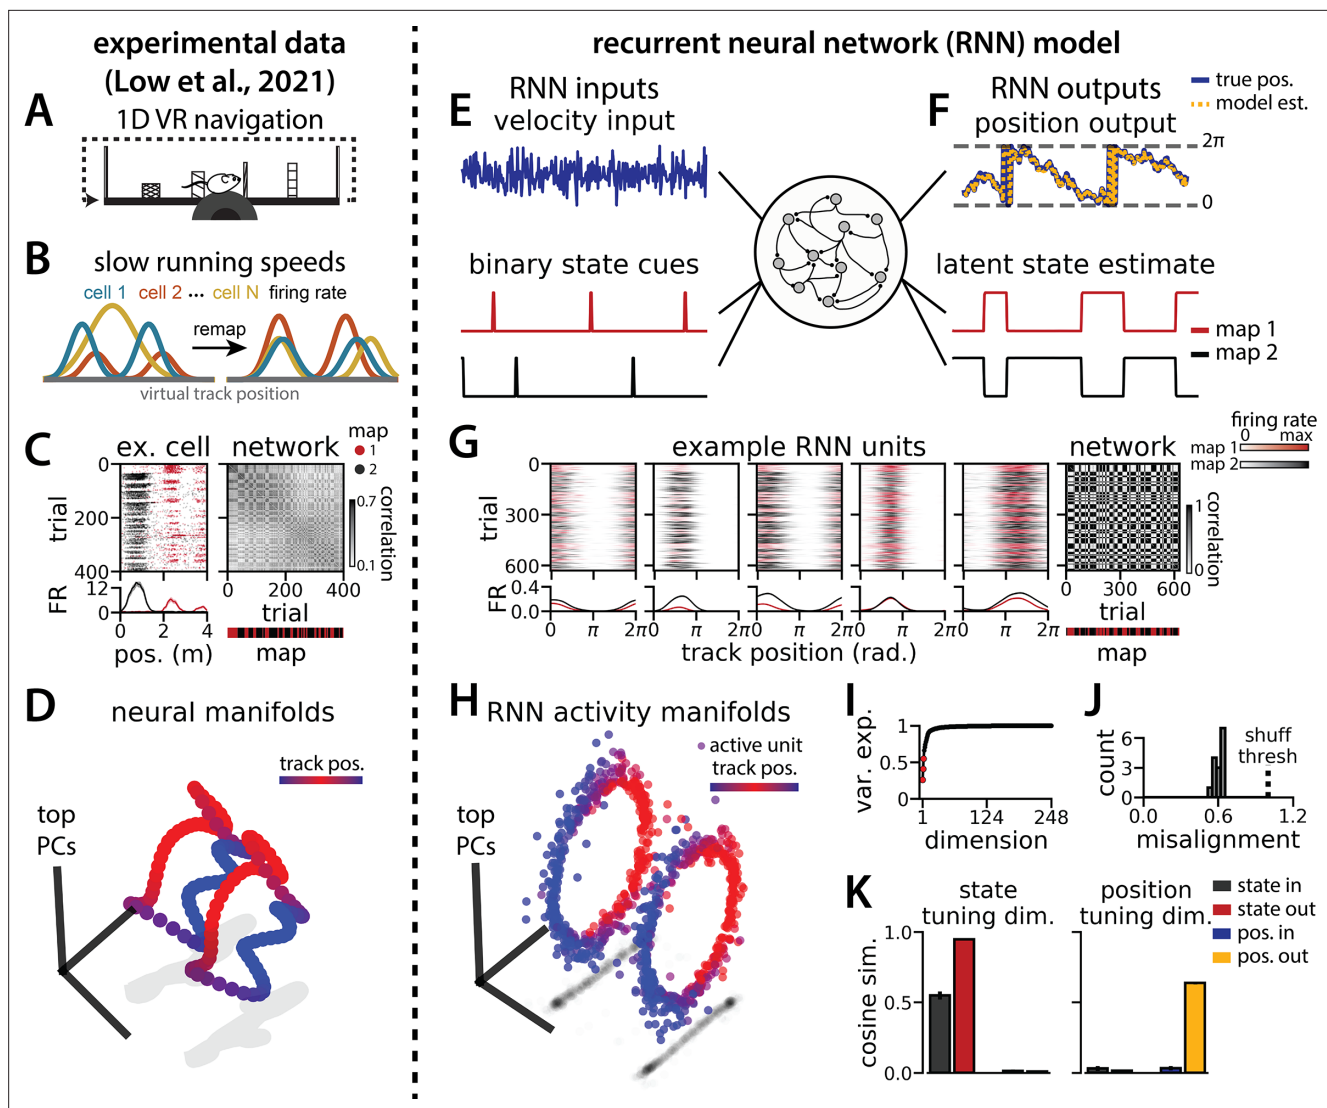 experimental data
(Low et al., 2021)
recurrent neural network (RNN) model
A
1D VR navigation
B
slow running speeds
cell 1 cell 2 ... cell N firing rate
remap
virtual track position
C
ex. cell
network
map
1
2
0
200
400
trial
0.7
0.1
correlation
12
0
FR
0 2 4
pos. (m)
0 200 400
trial
map
D
neural manifolds
track pos.
top
PCs
E
RNN inputs
velocity input
binary state cues
F
RNN outputs
position output
true pos.
model est.
2π
0
latent state estimate
map 1
map 2
G
example RNN units
network
firing rate
0 max
map 1
map 2
0
300
600
trial
0.4
0.0
FR
0 π 2π
0 π 2π
0 π 2π
0 π 2π
0 π 2π
track position (rad.)
1
0
correlation
0 300 600
trial
map
H
RNN activity manifolds
active unit
track pos.
top
PCs
I
var. exp.
1
0.5
0
1 124 248
dimension
J
count
6
3
0
shuff
thresh
0.0 0.6 1.2
misalignment
K
state
tuning dim.
position
tuning dim.
state in
state out
pos. in
pos. out
cosine sim.
1.0
0.5
0.0